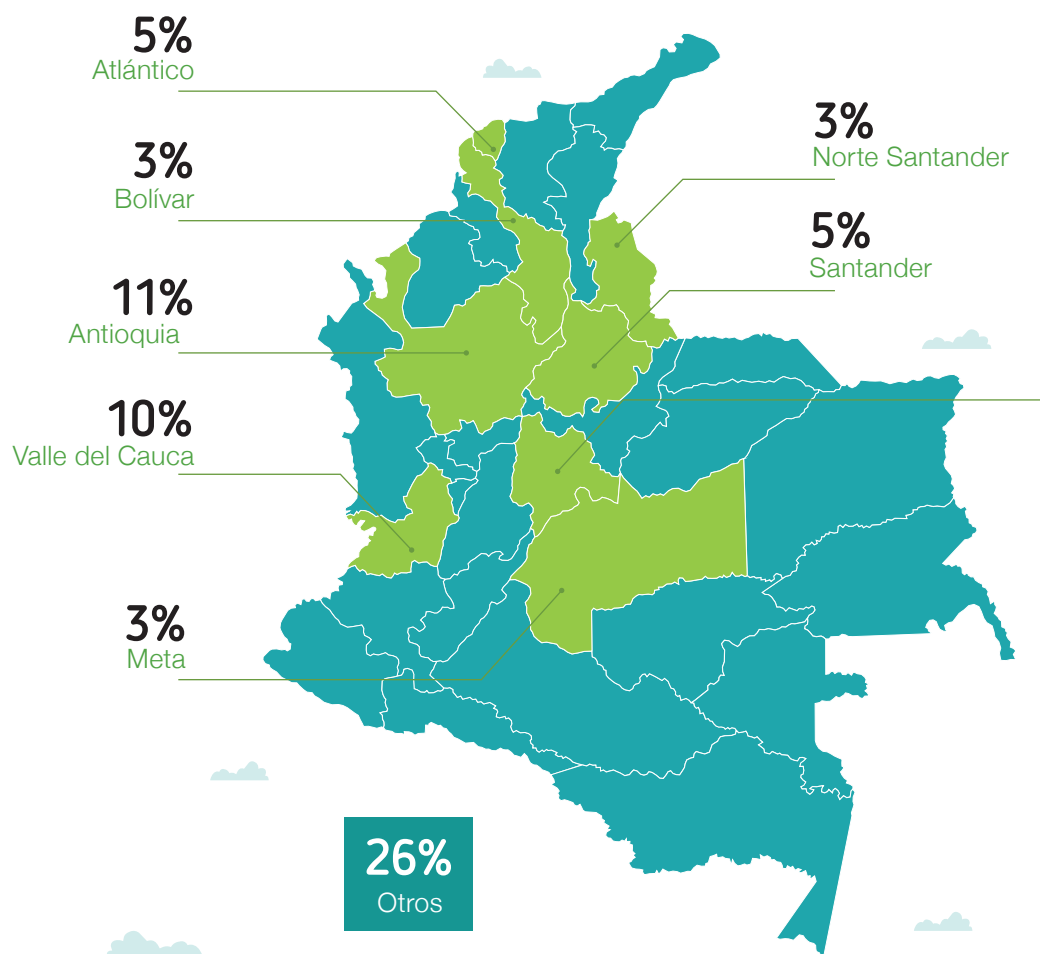 5%
Atlántico
3%
Bolívar
11%
Antioquia
10%
Valle del Cauca
3%
Meta
3%
Norte Santander
5%
Santander
26%
Otros